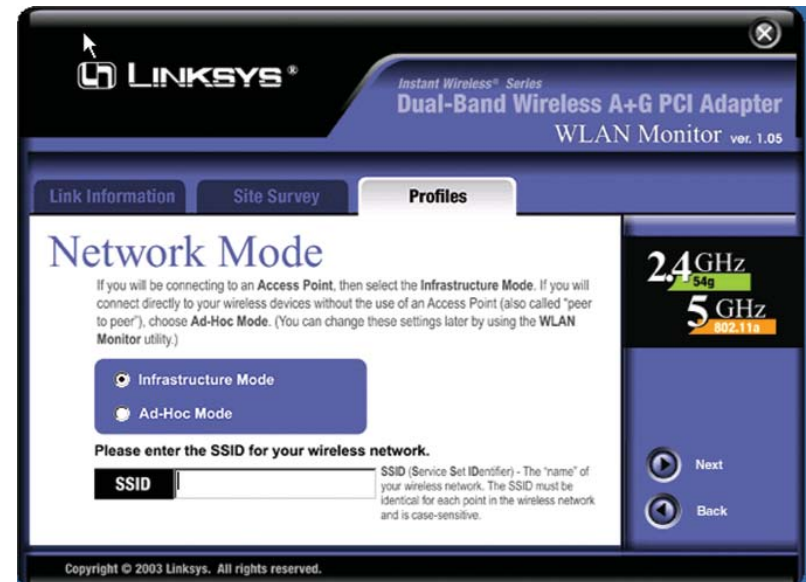 LINKSYS®
Instant Wireless® Series
Dual-Band Wireless A+G PCI Adapter
WLAN Monitor ver. 1.05
Link Information
Site Survey
Profiles
Network Mode
If you will be connecting to an Access Point, then select the Infrastructure Mode. If you will
connect directly to your wireless devices without the use of an Access Point (also called "peer
to peer"), choose Ad-Hoc Mode. (You can change these settings later by using the WLAN
Monitor utility.)
Infrastructure Mode
Ad-Hoc Mode
Please enter the SSID for your wireless network.
SSID
SSID (Service Set IDentifier) - The "name" of
your wireless network. The SSID must be
identical for each point in the wireless network
and is case-sensitive.
2.4 GHz
54g
5 GHz
802.11a
Next
Back
Copyright © 2003 Linksys. All rights reserved.